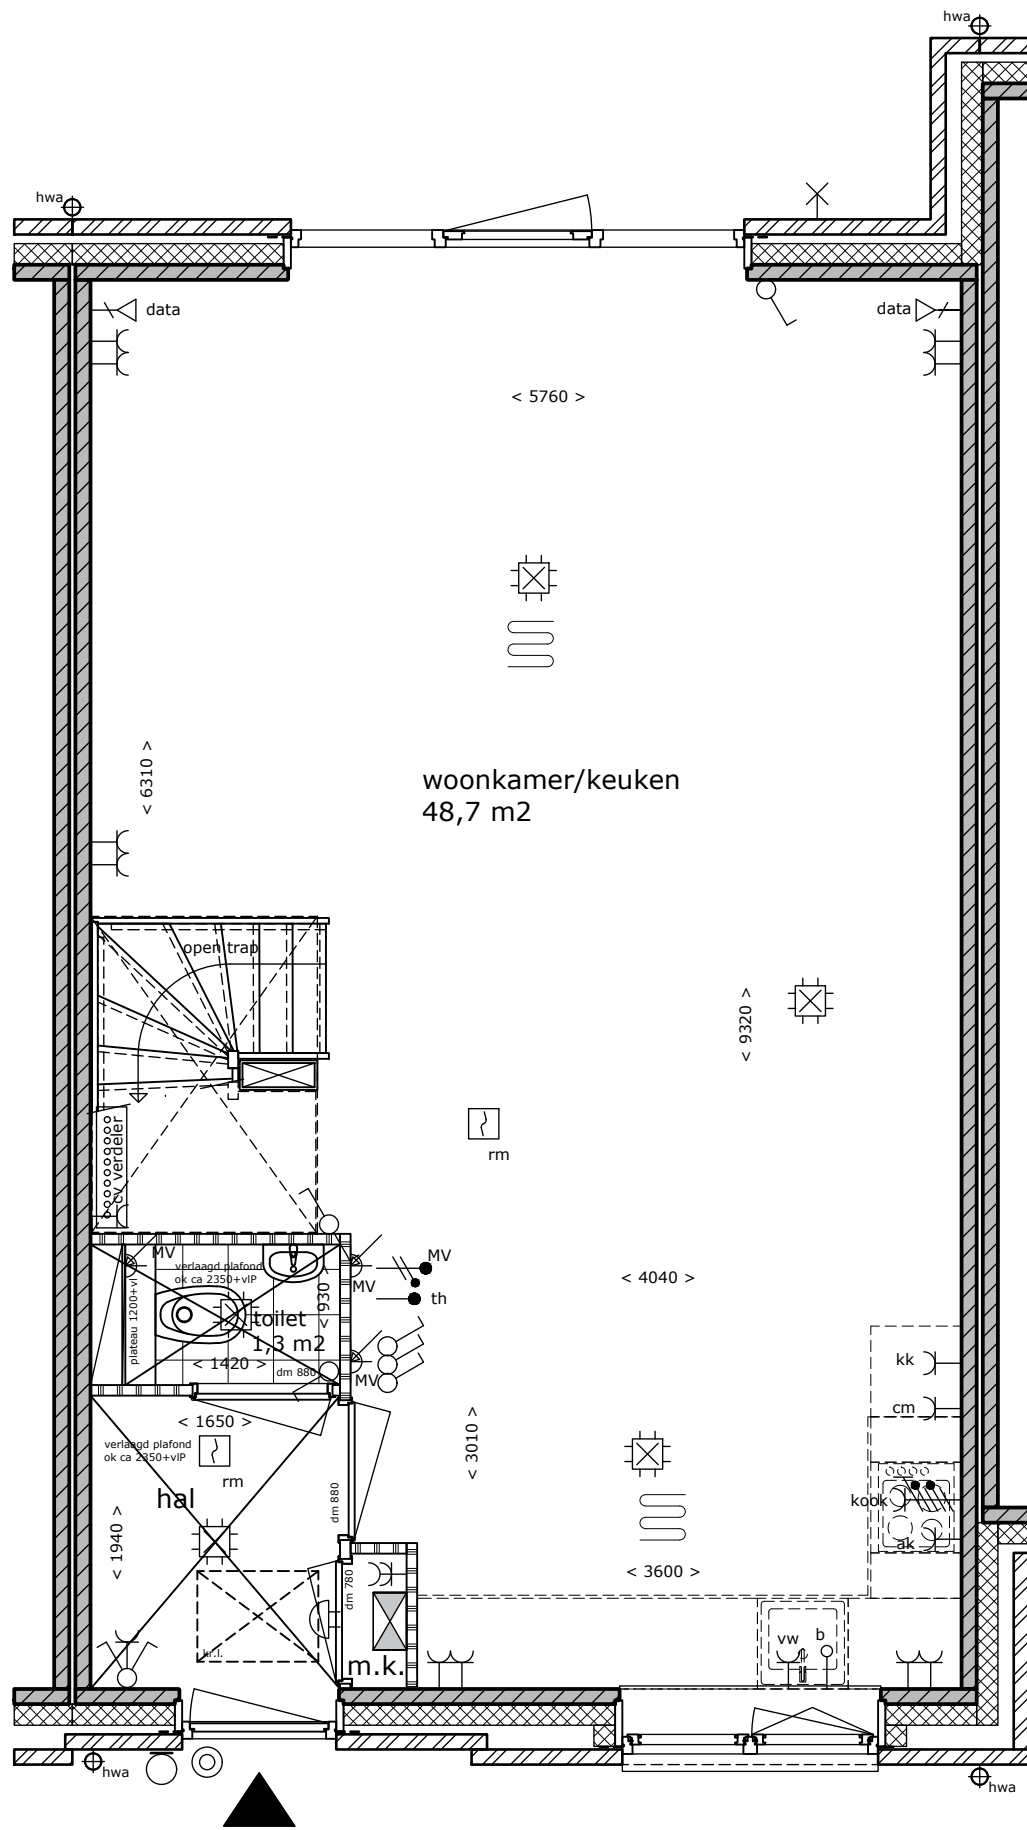 hwa
hwa
data
data
< 5760 >
woonkamer/keuken
48,7 m2
< 6310 >
open trap
< 9320 >
cv verdeler
rm
MV
verlaagd plafond
ok ca 2350+vlP
MV
MV
th
< 930 >
plateau 1200+vl
toilet
1,3 m2
< 1420 >
dm 880
MV
< 4040 >
kk
cm
< 1650 >
verlaagd plafond
ok ca 2350+vlP
rm
hal
< 3010 >
dm 880
kook
ak
< 1940 >
dm 780
< 3600 >
kr.l.
m.k.
vw
b
hwa
hwa